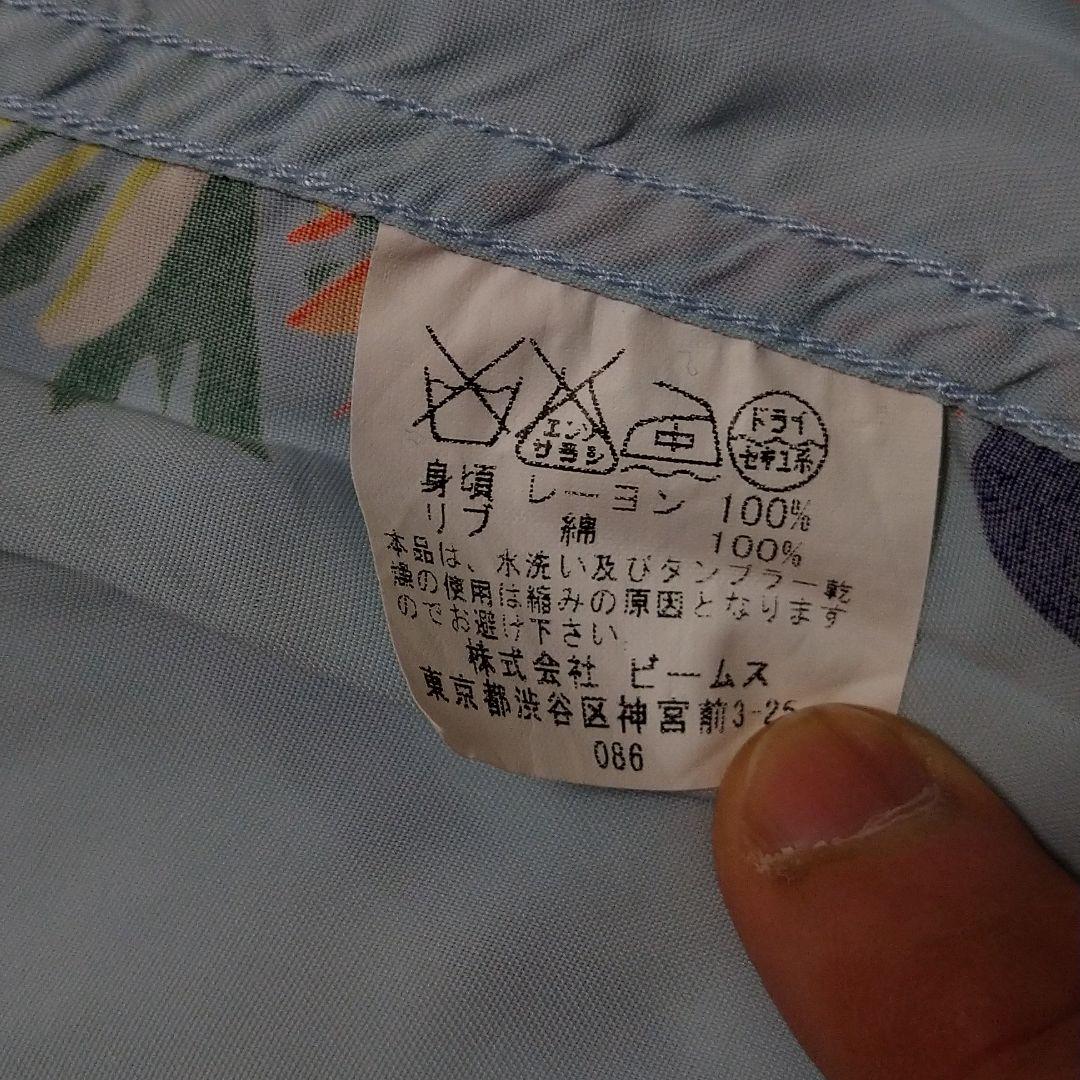 エンソ
サラシ
中
ドライ
セキユ系
身頃 レーヨン 100%
リブ 綿 100%
本品は、水洗い及びタンブラー乾
燥の使用は縮みの原因となります
のでお避け下さい。
株式会社 ビームス
東京都渋谷区神宮前3-25
086